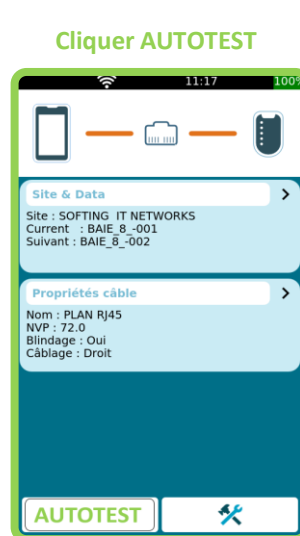 Cliquer AUTOTEST
11:17
100%
Site & Data
Site : SOFTING IT NETWORKS
Current : BAIE_8_-001
Suivant : BAIE_8_-002
Propriétés câble
Nom : PLAN RJ45
NVP : 72.0
Blindage : Oui
Câblage : Droit
AUTOTEST